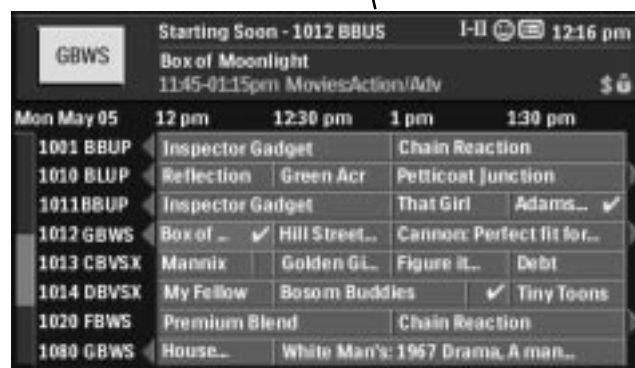 GBWS
Starting Soon - 1012 BBUS I-II 12:16 pm
Box of Moonlight
11:45-01:15pm Movies:Action/Adv $
Mon May 05 12 pm 12:30 pm 1 pm 1:30 pm
1001 BBUP Inspector Gadget Chain Reaction
1010 BLUP Reflection Green Acr Petticoat Junction
1011BBUP Inspector Gadget That Girl Adams... ✔
1012 GBWS Box of ... ✔ Hill Street... Cannon: Perfect fit for...
1013 CBVSX Mannix Golden Gi... Figure it... Debt
1014 DBVSX My Fellow Bosom Buddies ✔ Tiny Toons
1020 FBWS Premium Blend Chain Reaction
1080 GBWS House... White Man's: 1967 Drama, A man...